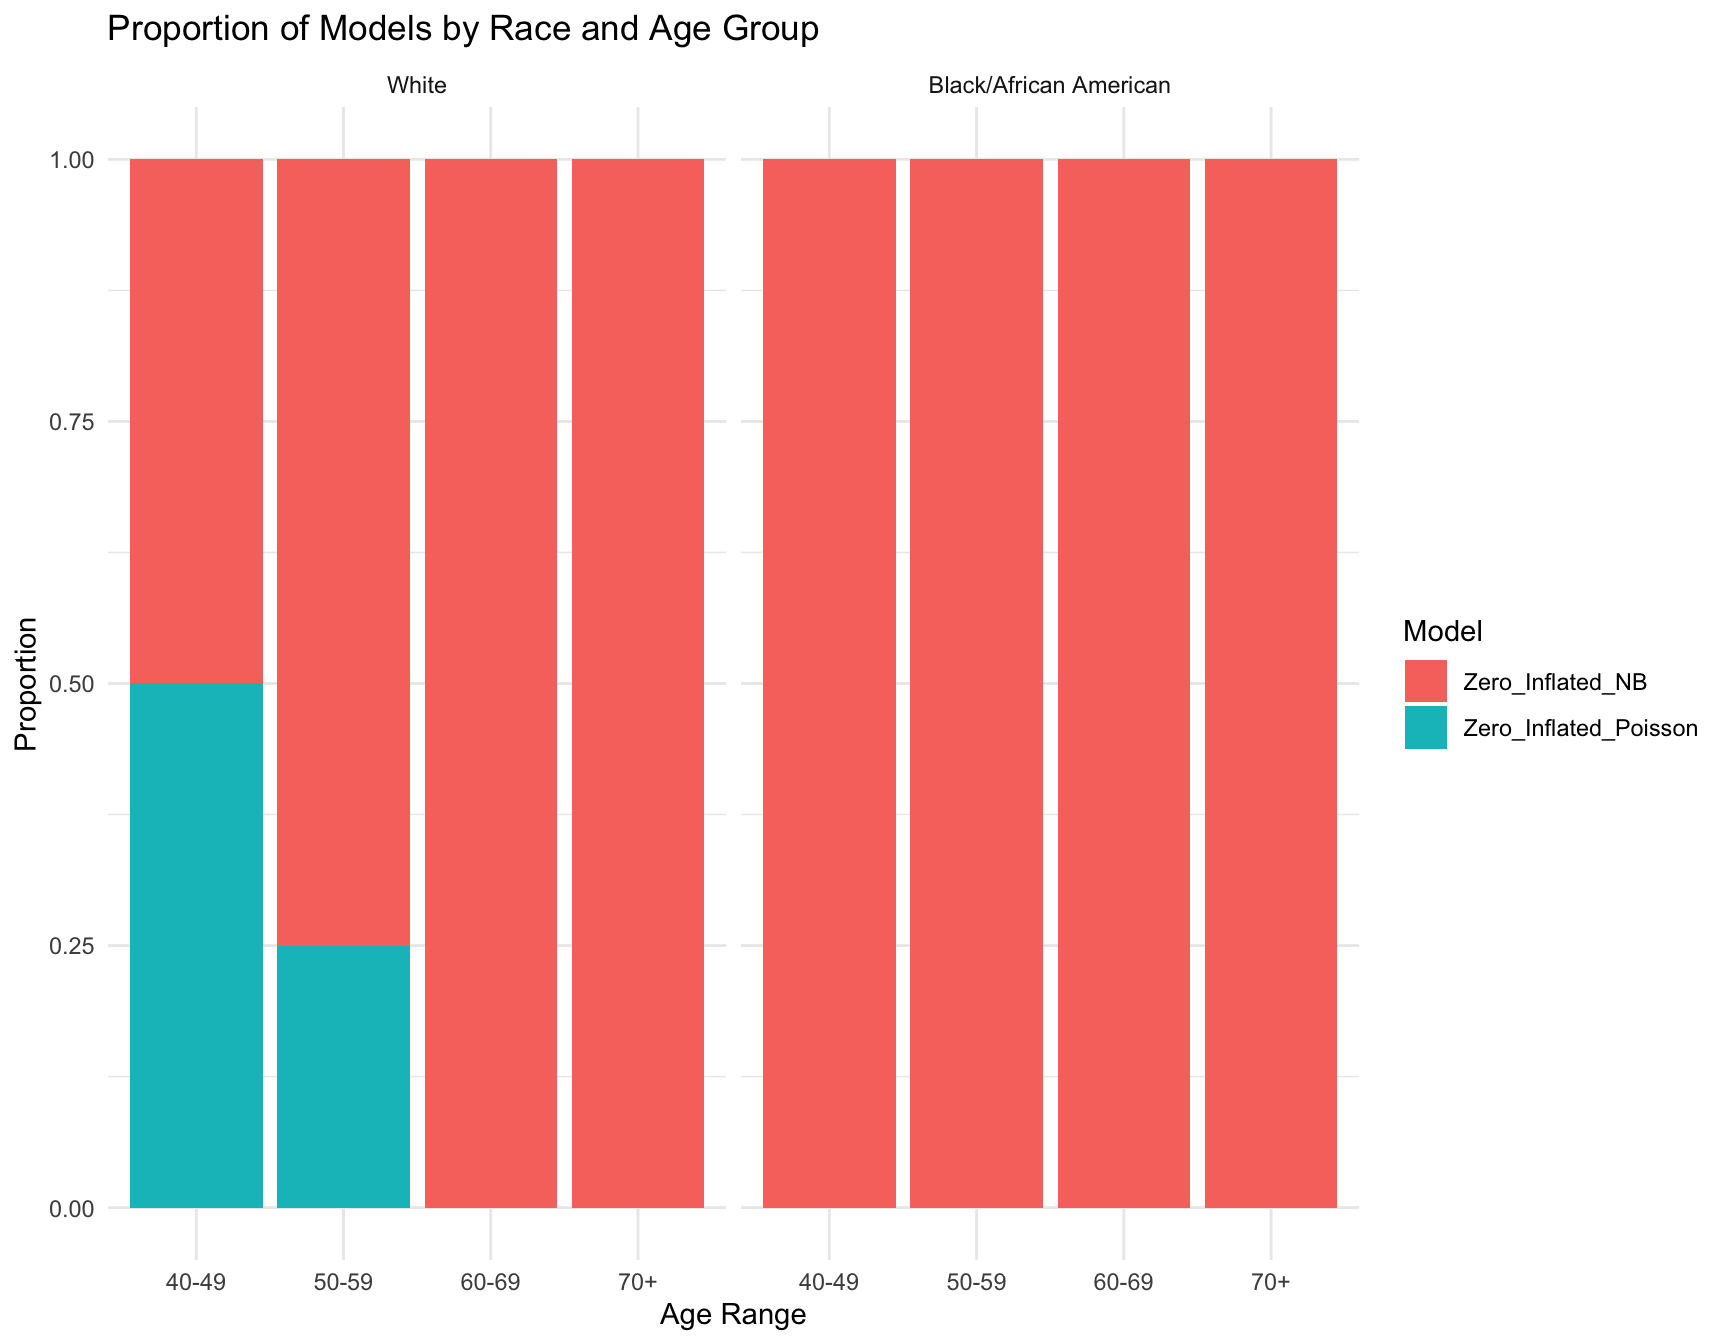 Proportion of Models by Race and Age Group
White
Black/African American
1.00
0.75
0.50
0.25
0.00
Proportion
40-49 50-59 60-69 70+
40-49 50-59 60-69 70+
Age Range
Model
Zero_Inflated_NB
Zero_Inflated_Poisson